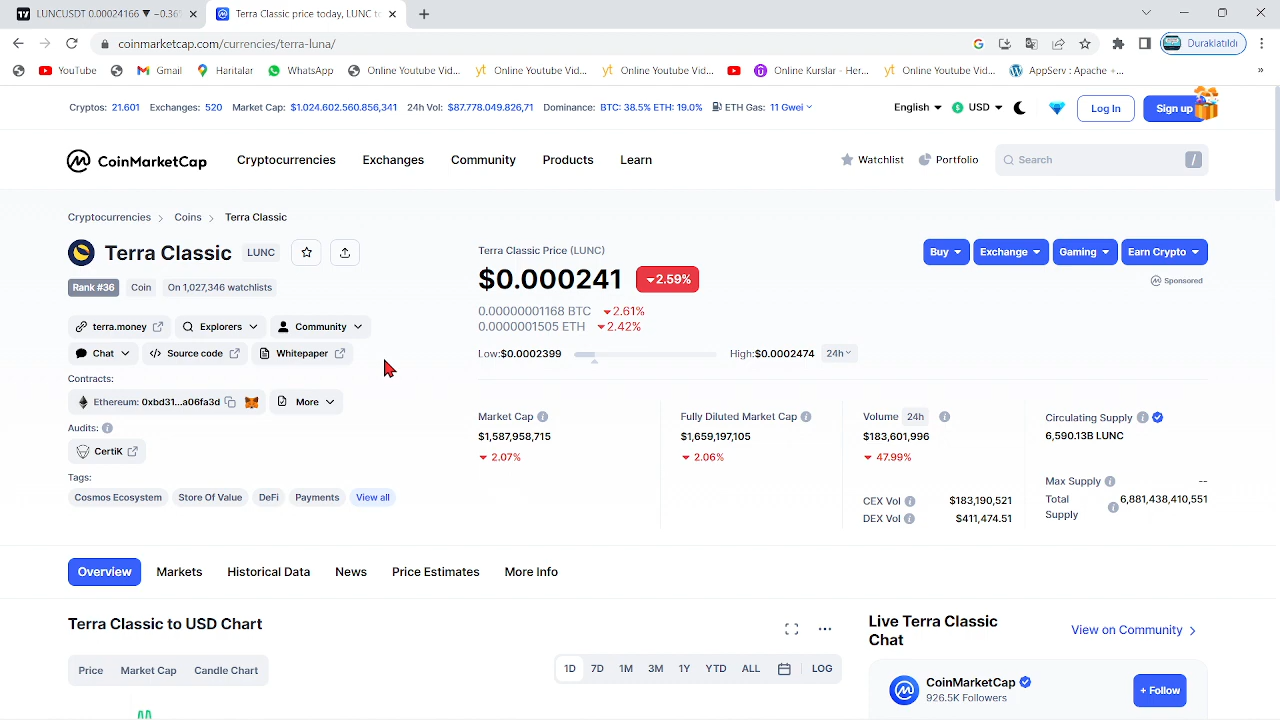 LUNCUSDT 0.00024166 ▼ −0.36
Terra Classic price today, LUNC to
coinmarketcap.com/currencies/terra-luna/
Duraklatıldı
YouTube
Gmail
Haritalar
WhatsApp
Online Youtube Vid...
Online Youtube Vid...
Online Youtube Vid...
Online Kurslar - Her...
Online Youtube Vid...
AppServ : Apache +...
Cryptos: 21.601 Exchanges: 520 Market Cap: $1.024.602.560.856,341 24h Vol: $87.778.049.826,71 Dominance: BTC: 38.5% ETH: 19.0% ETH Gas: 11 Gwei
English USD Log In Sign up
CoinMarketCap Cryptocurrencies Exchanges Community Products Learn
Watchlist Portfolio Search /
Cryptocurrencies > Coins > Terra Classic
Terra Classic LUNC
Rank #36 Coin On 1,027,346 watchlists
terra.money Explorers Community
Chat Source code Whitepaper
Contracts:
Ethereum: 0xbd31...a06fa3d More
Audits:
CertiK
Tags:
Cosmos Ecosystem Store Of Value DeFi Payments View all
Terra Classic Price (LUNC)
$0.000241 2.59%
0.00000001168 BTC 2.61%
0.0000001505 ETH 2.42%
Low:$0.0002399 High:$0.0002474 24h
Buy Exchange Gaming Earn Crypto
Sponsored
Market Cap
$1,587,958,715
2.07%
Fully Diluted Market Cap
$1,659,197,105
2.06%
Volume 24h
$183,601,996
47.99%
CEX Vol $183,190,521
DEX Vol $411,474.51
Circulating Supply
6,590.13B LUNC
Max Supply --
Total Supply 6,881,438,410,551
Overview Markets Historical Data News Price Estimates More Info
Terra Classic to USD Chart
Price Market Cap Candle Chart
1D 7D 1M 3M 1Y YTD ALL LOG
Live Terra Classic
Chat
View on Community >
CoinMarketCap
926.5K Followers
+ Follow